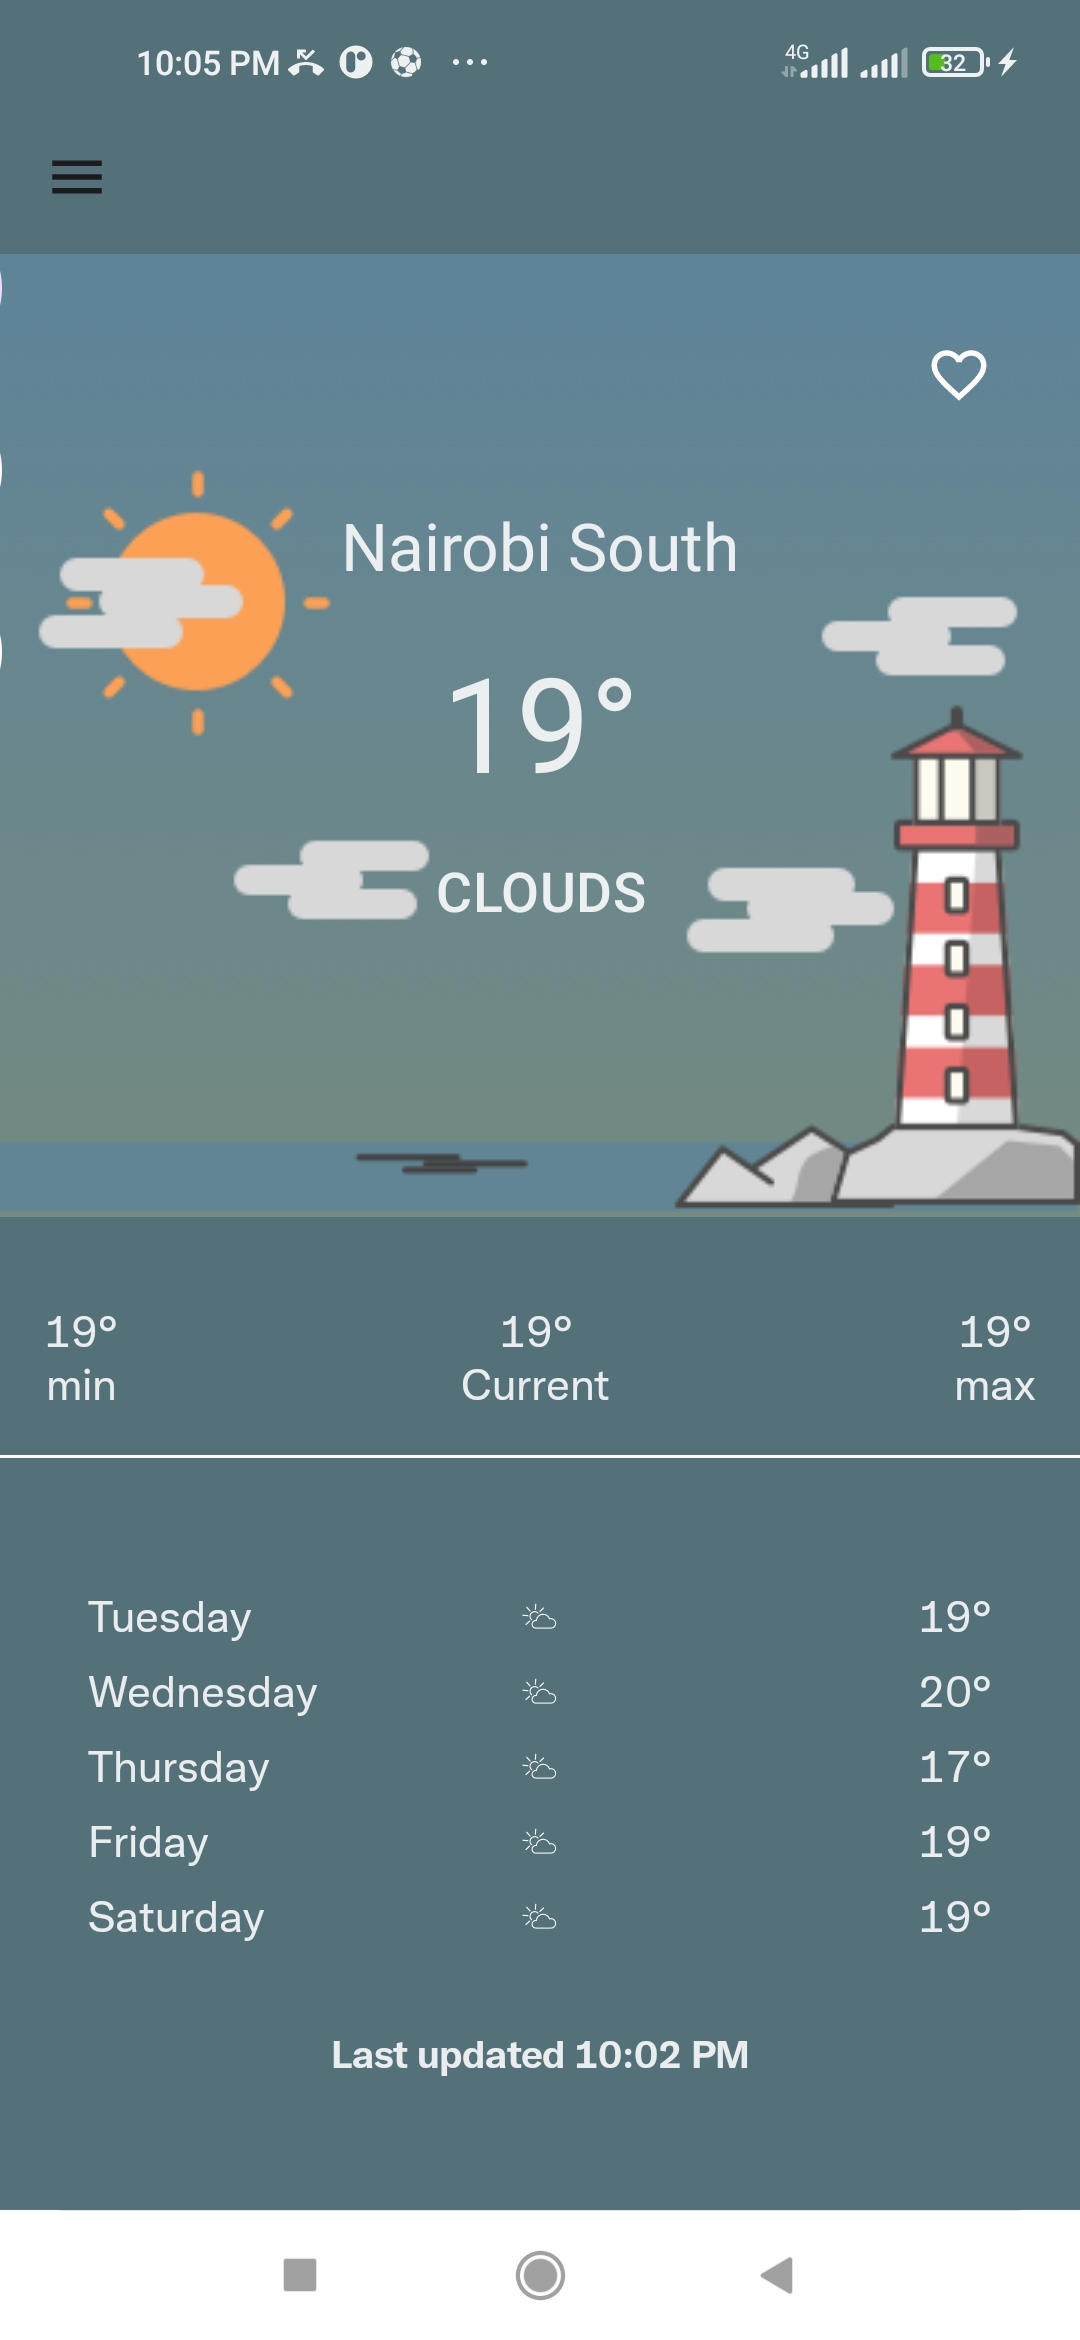 10:05 PM 4G 32
Nairobi South
19°
CLOUDS
19° 19° 19°
min Current max
Tuesday 19°
Wednesday 20°
Thursday 17°
Friday 19°
Saturday 19°
Last updated 10:02 PM